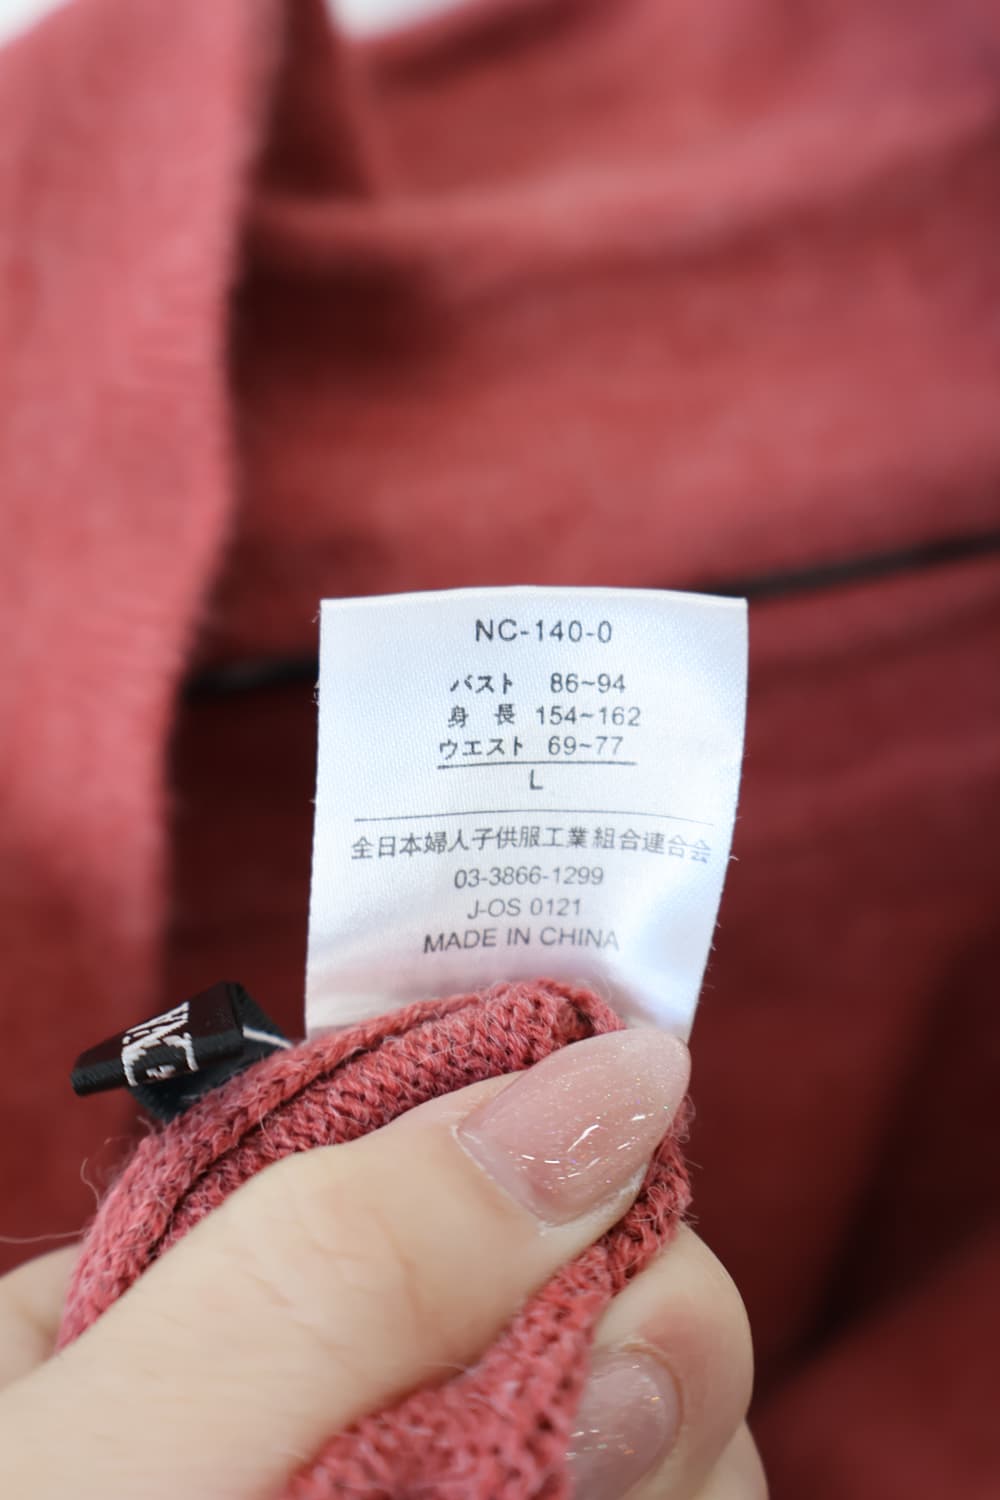 NC-140-0
バスト 86~94
身 長 154~162
ウエスト 69~77
L
全日本婦人子供服工業組合連合会
03-3866-1299
J-OS 0121
MADE IN CHINA